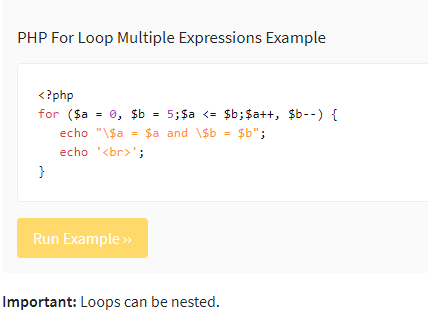 PHP For Loop Multiple Expressions Example
<?php
for ($a = 0, $b = 5;$a <= $b;$a++, $b--) {
   echo "\$a = $a and \$b = $b";
   echo '<br>';
}
Run Example »
Important: Loops can be nested.